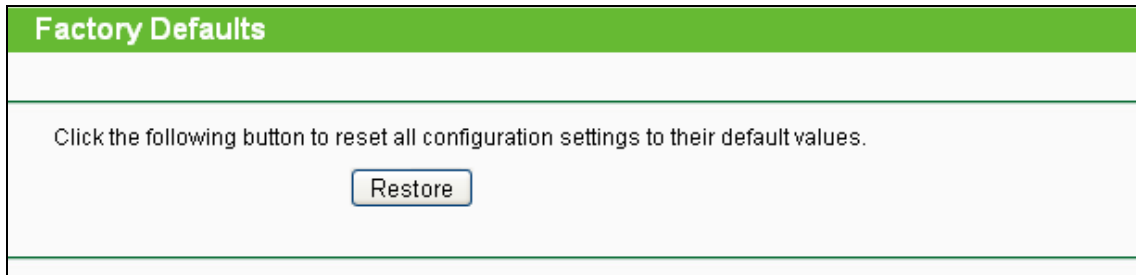 Factory Defaults
Click the following button to reset all configuration settings to their default values.
Restore